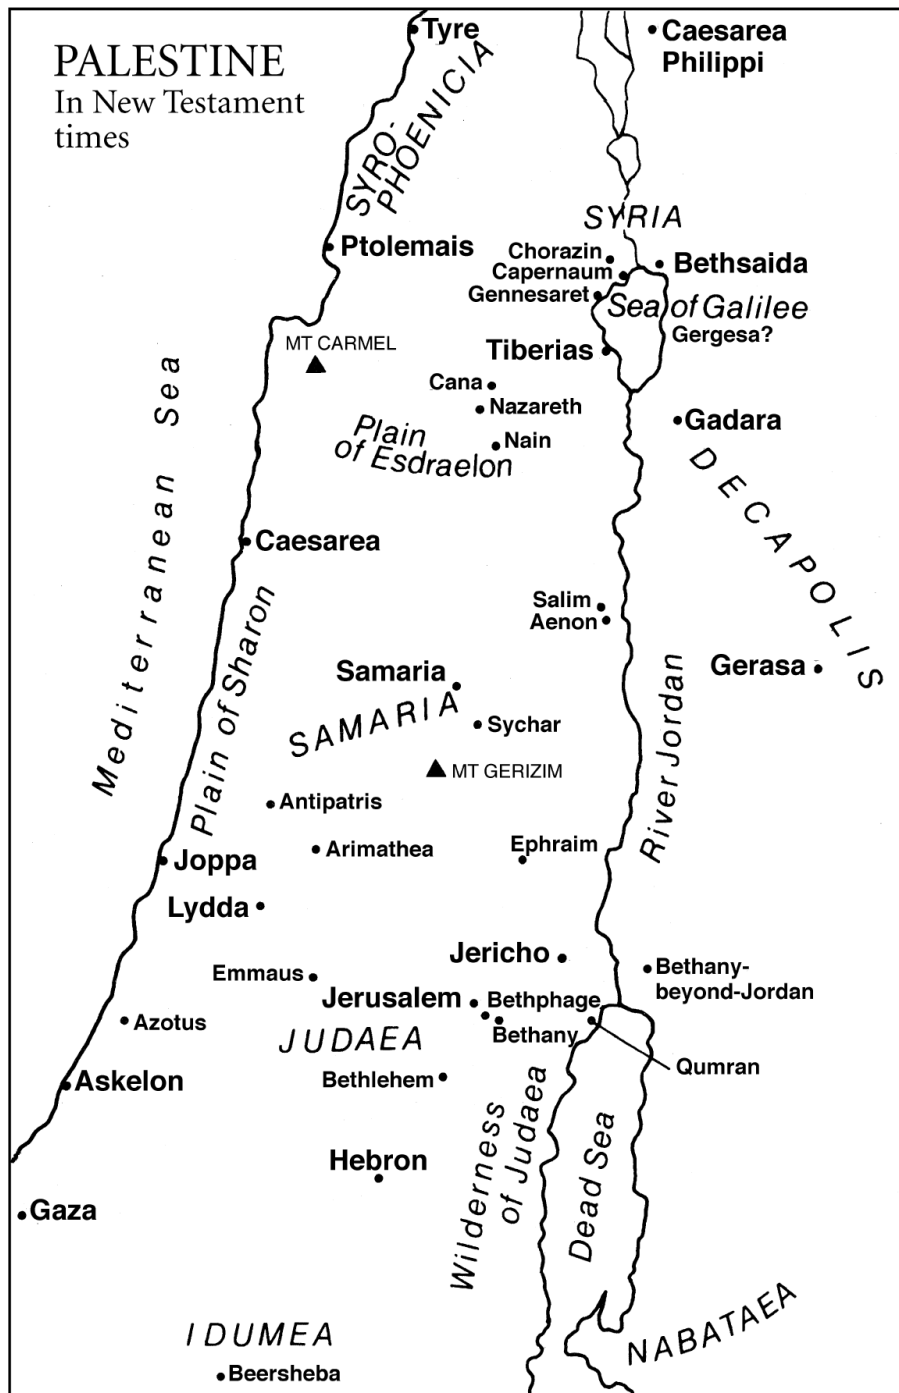 PALESTINE
In New Testament
times
Tyre
Caesarea
Philippi
SYRO-
PHOENICIA
SYRIA
Ptolemais
Chorazin
Capernaum
Gennesaret
Bethsaida
Sea of Galilee
Gergesa?
MT CARMEL
Tiberias
Cana
Nazareth
Nain
Plain
of Esdraelon
Gadara
DECAPOLIS
Mediterranean Sea
Caesarea
Plain of Sharon
Salim
Aenon
Samaria
SAMARIA
Sychar
Gerasa
River Jordan
MT GERIZIM
Antipatris
Arimathea
Ephraim
Joppa
Lydda
Jericho
Emmaus
Bethany-
beyond-Jordan
Jerusalem
Bethphage
Bethany
Azotus
JUDAEA
Qumran
Askelon
Bethlehem
Wilderness
of Judaea
Dead Sea
Hebron
Gaza
IDUMEA
NABATAEA
Beersheba